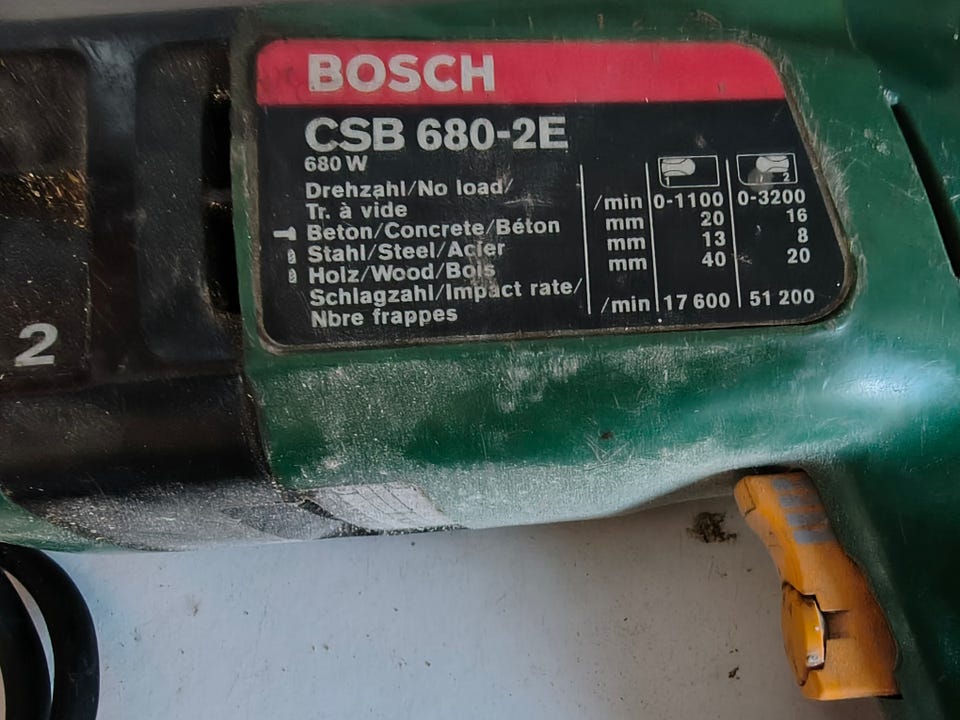 BOSCH
CSB 680-2E
680 W
1 2
Drehzahl/No load/
Tr. à vide /min 0-1100 0-3200
Beton/Concrete/Béton mm 20 16
Stahl/Steel/Acier mm 13 8
Holz/Wood/Bois mm 40 20
Schlagzahl/Impact rate/
Nbre frappes /min 17 600 51 200
2